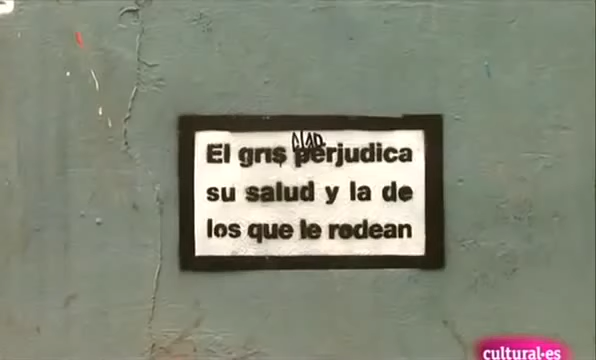 El gris perjudica
su salud y la de
los que le rodean
cultural·es